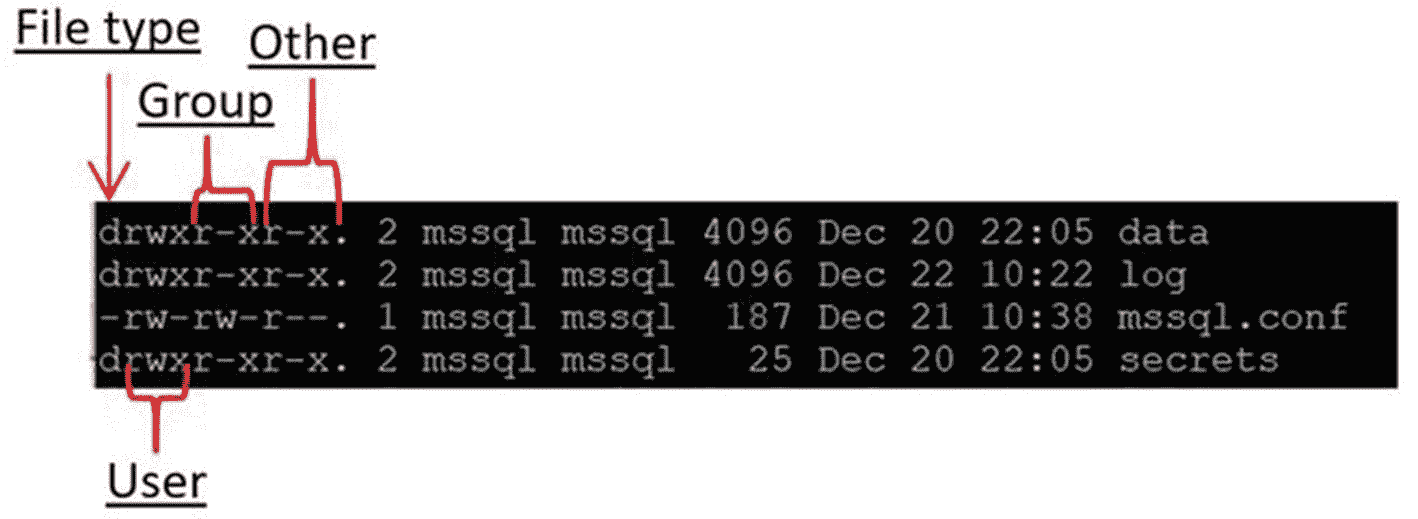 File type
Other
Group
drwxr-xr-x. 2 mssql mssql 4096 Dec 20 22:05 data
drwxr-xr-x. 2 mssql mssql 4096 Dec 22 10:22 log
-rw-rw-r--. 1 mssql mssql 187 Dec 21 10:38 mssql.conf
drwxr-xr-x. 2 mssql mssql 25 Dec 20 22:05 secrets
User